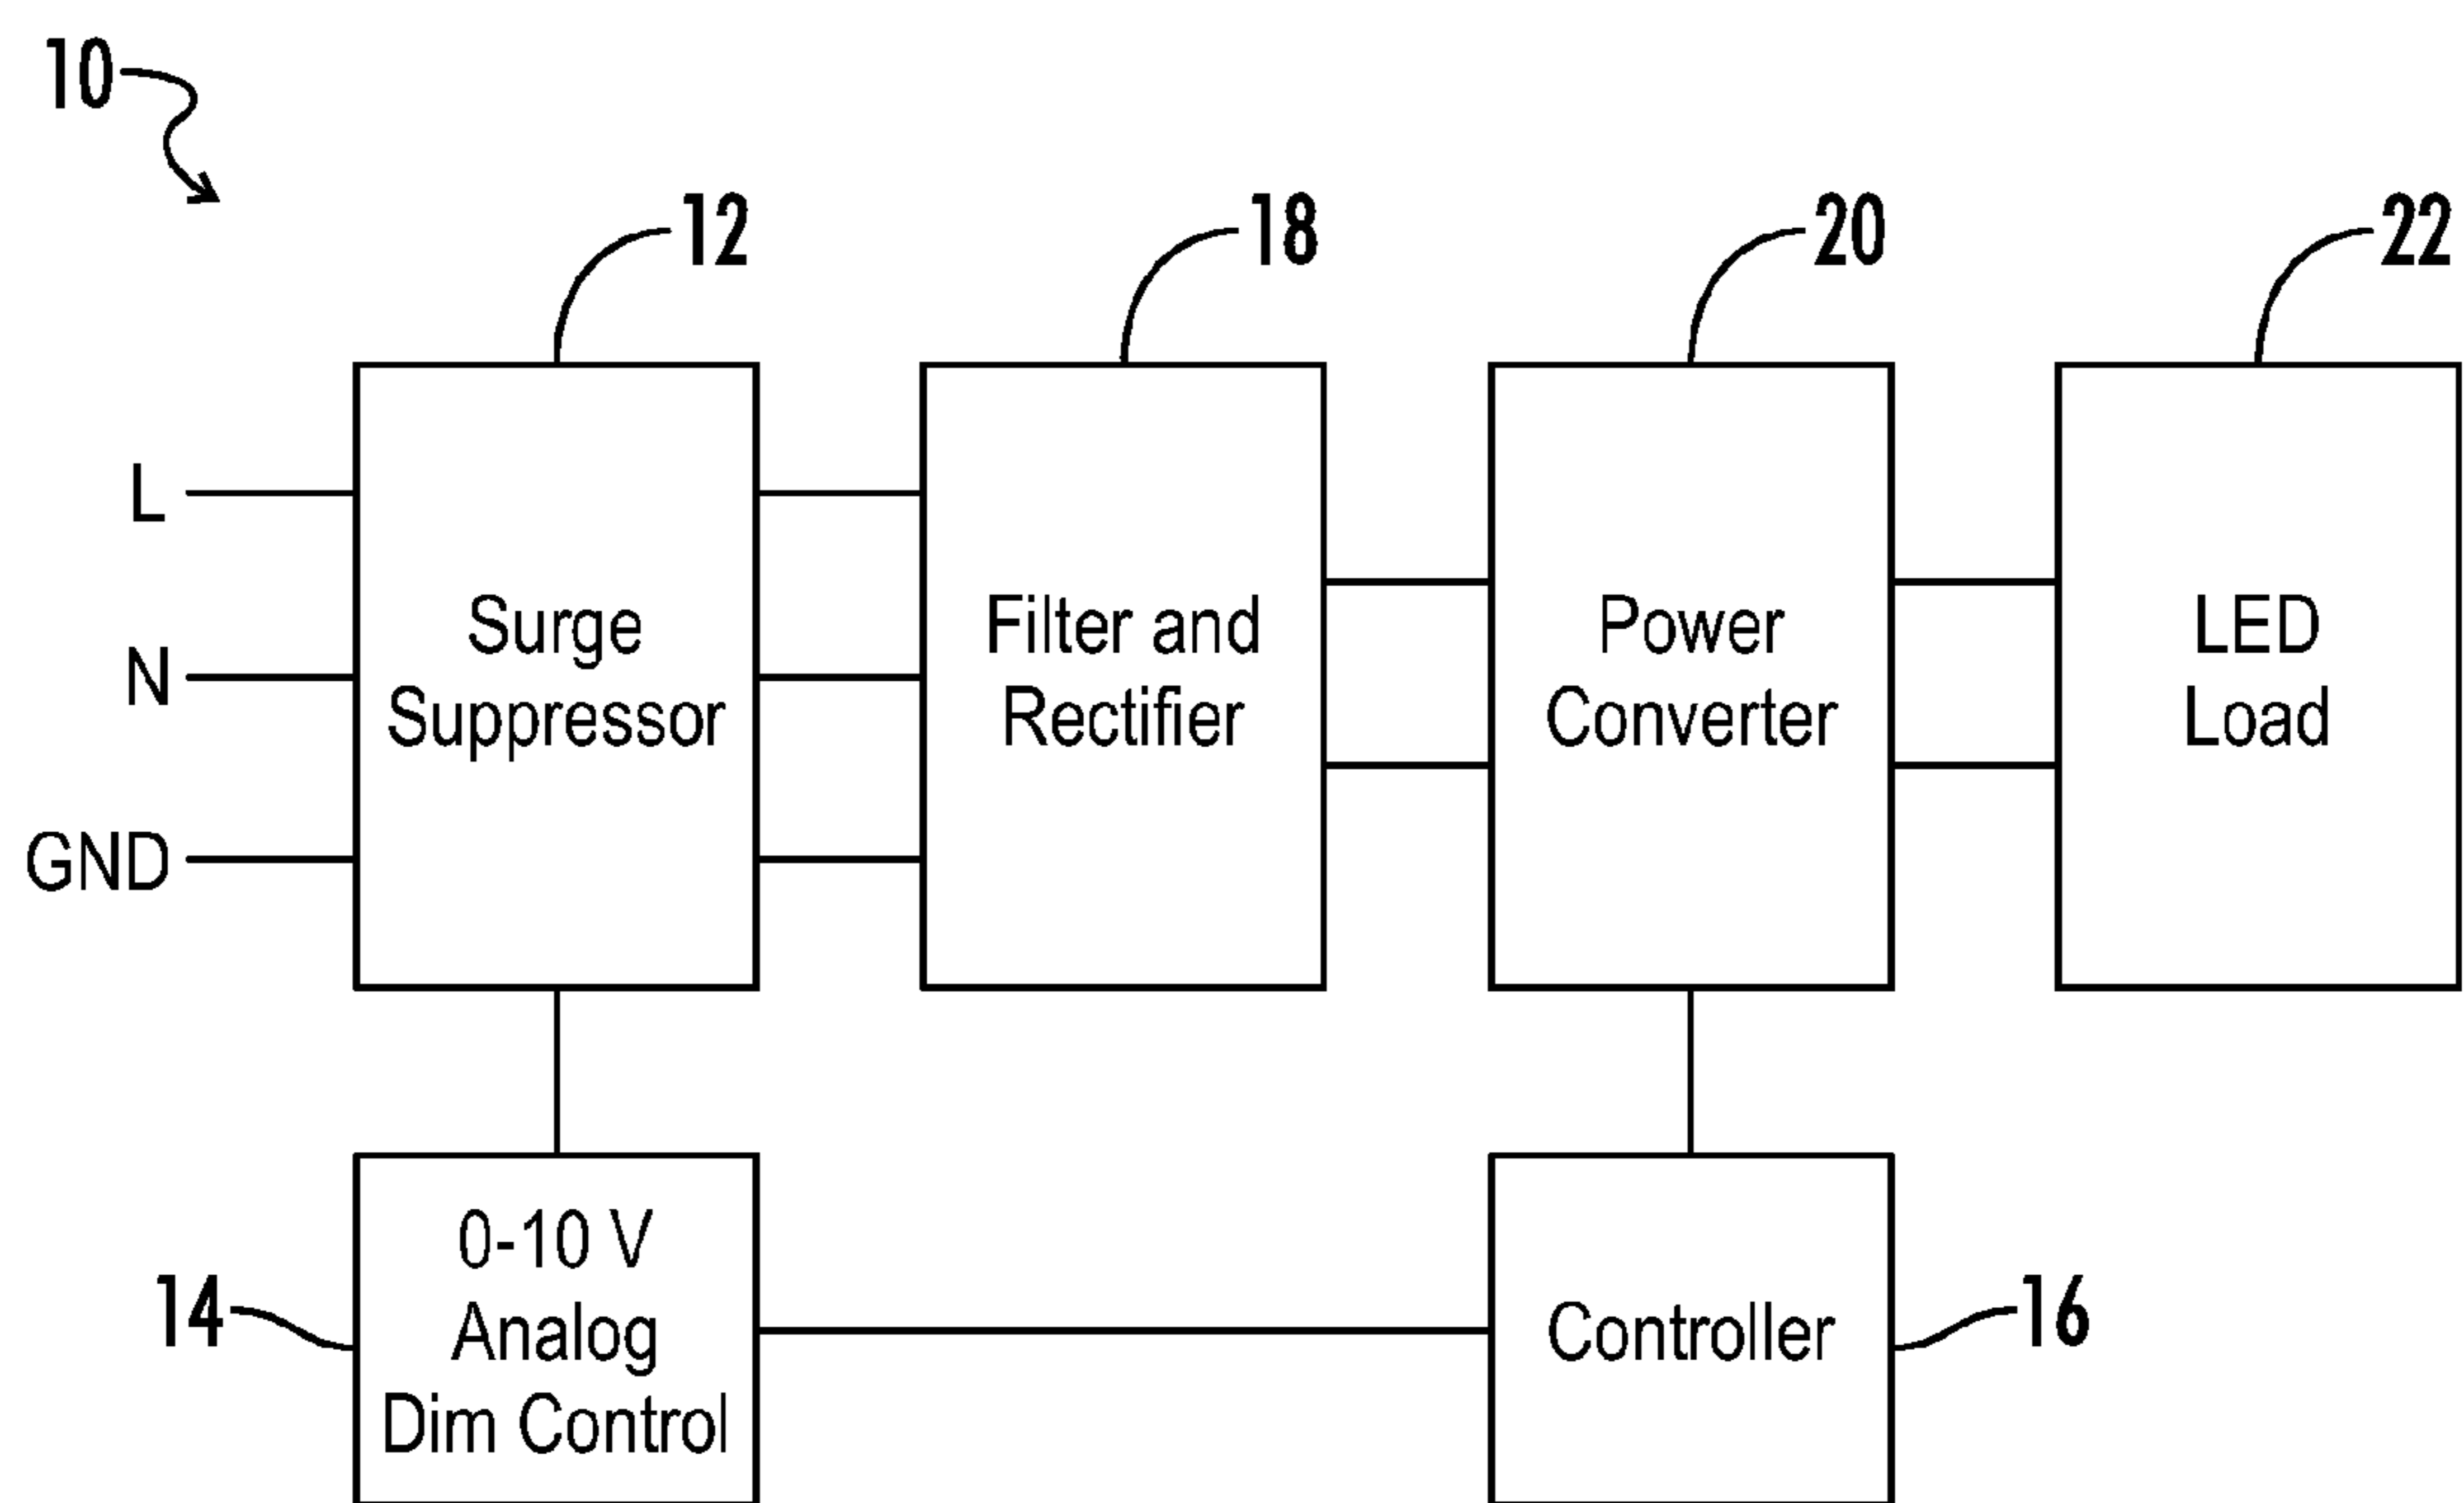 10
12
18
20
22
L
N
GND
Surge
Suppressor
Filter and
Rectifier
Power
Converter
LED
Load
14
0-10 V
Analog
Dim Control
Controller
16